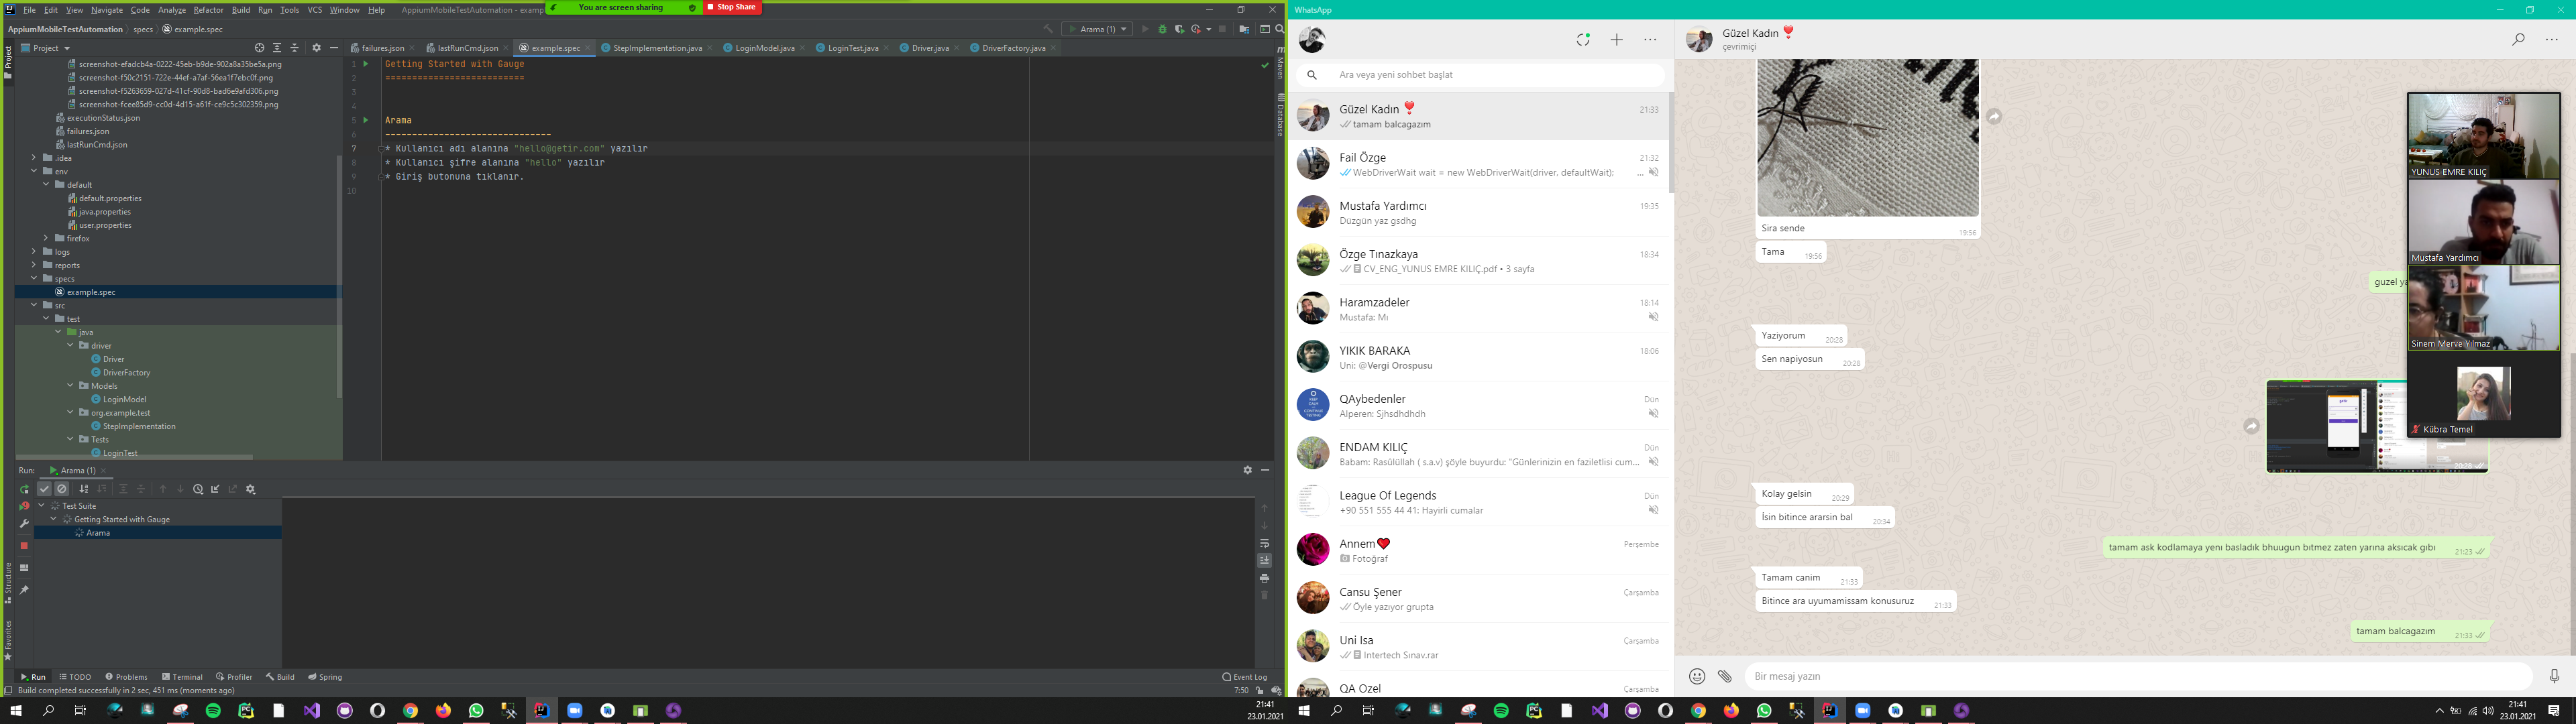 File Edit View Navigate Code Analyze Refactor Build Run Tools VCS Window Help AppiumMobileTestAutomation - examp
You are screen sharing Stop Share
AppiumMobileTestAutomation specs example.spec
Arama (1)
Project
failures.json lastRunCmd.json example.spec StepImplementation.java LoginModel.java LoginTest.java Driver.java DriverFactory.java
Project
Maven
Database
screenshot-efadcb4a-0222-45eb-b9de-902a8a35be5a.png
screenshot-f50c2151-722e-44ef-a7af-56ea1f7ebc0f.png
screenshot-f5263659-027d-41cf-90d8-bad6e9afd306.png
screenshot-fcee85d9-cc0d-4d15-a61f-ce9c5c302359.png
executionStatus.json
failures.json
lastRunCmd.json
.idea
env
default
default.properties
java.properties
user.properties
firefox
logs
reports
specs
example.spec
src
test
java
driver
Driver
DriverFactory
Models
LoginModel
org.example.test
StepImplementation
Tests
LoginTest
1 Getting Started with Gauge
2 ==========================
3
4
5 Arama
6 -------------------------------
7 * Kullanıcı adı alanına "hello@getir.com" yazılır
8 * Kullanıcı şifre alanına "hello" yazılır
9 * Giriş butonuna tıklanır.
10
Run: Arama (1)
Test Suite
Getting Started with Gauge
Arama
Structure
Favorites
Run TODO Problems Terminal Profiler Build Spring
Event Log
Build completed successfully in 2 sec, 451 ms (moments ago)
7:50
21:41
23.01.2021
WhatsApp
Ara veya yeni sohbet başlat
Güzel Kadın ❣ 21:33
tamam balcagazım
Fail Özge 21:32
WebDriverWait wait = new WebDriverWait(driver, defaultWait); ...
Mustafa Yardımcı 19:35
Düzgün yaz gsdhg
Özge Tınazkaya 18:34
CV_ENG_YUNUS EMRE KILIÇ.pdf • 3 sayfa
Haramzadeler 18:14
Mustafa: Mı
YIKIK BARAKA 18:06
Uni: @Vergi Orospusu
QAybedenler Dün
Alperen: Sjhsdhdhdh
ENDAM KILIÇ Dün
Babam: Rasûlüllah ( s.a.v) şöyle buyurdu: "Günlerinizin en faziletlisi cum...
League Of Legends Dün
+90 551 555 44 41: Hayirli cumalar
Annem❤ Perşembe
Fotoğraf
Cansu Şener Çarşamba
Öyle yazıyor grupta
Uni Isa Çarşamba
Intertech Sınav.rar
QA Ozel Çarşamba
Güzel Kadın ❣
çevrimiçi
Sira sende 19:56
Tama 19:56
guzel ya
Yaziyorum 20:28
Sen napiyosun 20:28
20:28
Kolay gelsin 20:29
İsin bitince ararsin bal 20:34
tamam ask kodlamaya yenı basladık bhuugun bıtmez zaten yarına aksıcak gıbı 21:23
Tamam canim 21:33
Bitince ara uyumamissam konusuruz 21:33
tamam balcagazım 21:33
Bir mesaj yazın
YUNUS EMRE KILIÇ
Mustafa Yardımcı
Sinem Merve Yılmaz
Kübra Temel
21:41
23.01.2021